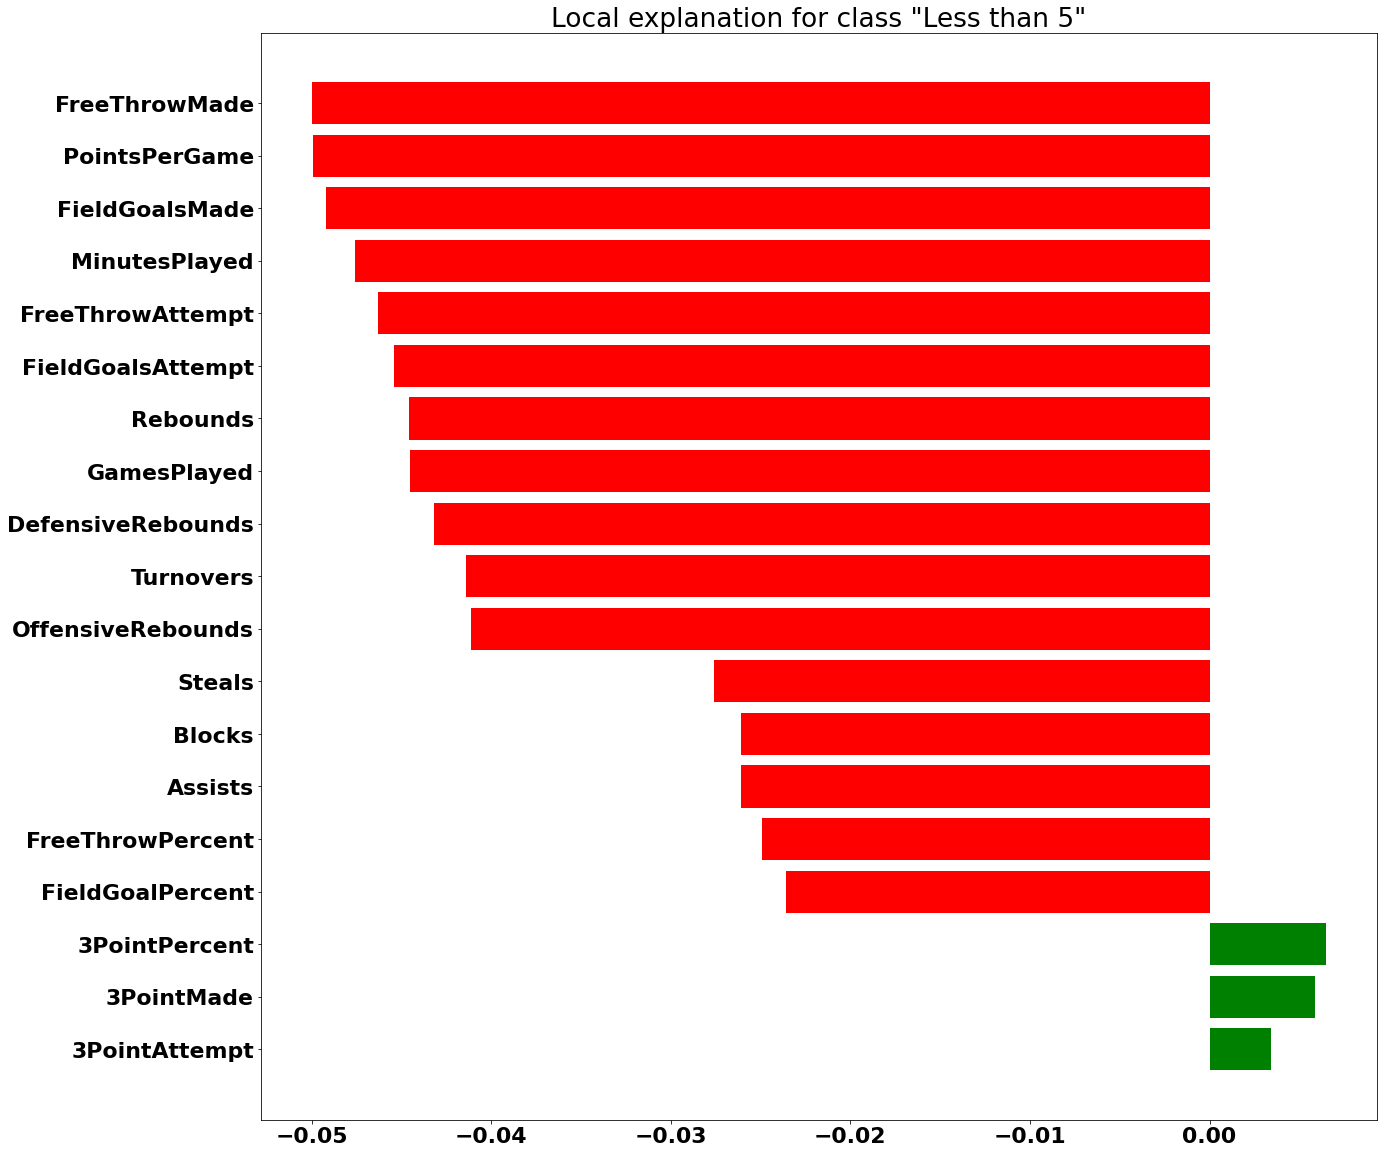 Local explanation for class "Less than 5"
FreeThrowMade
PointsPerGame
FieldGoalsMade
MinutesPlayed
FreeThrowAttempt
FieldGoalsAttempt
Rebounds
GamesPlayed
DefensiveRebounds
Turnovers
OffensiveRebounds
Steals
Blocks
Assists
FreeThrowPercent
FieldGoalPercent
3PointPercent
3PointMade
3PointAttempt
−0.05 −0.04 −0.03 −0.02 −0.01 0.00